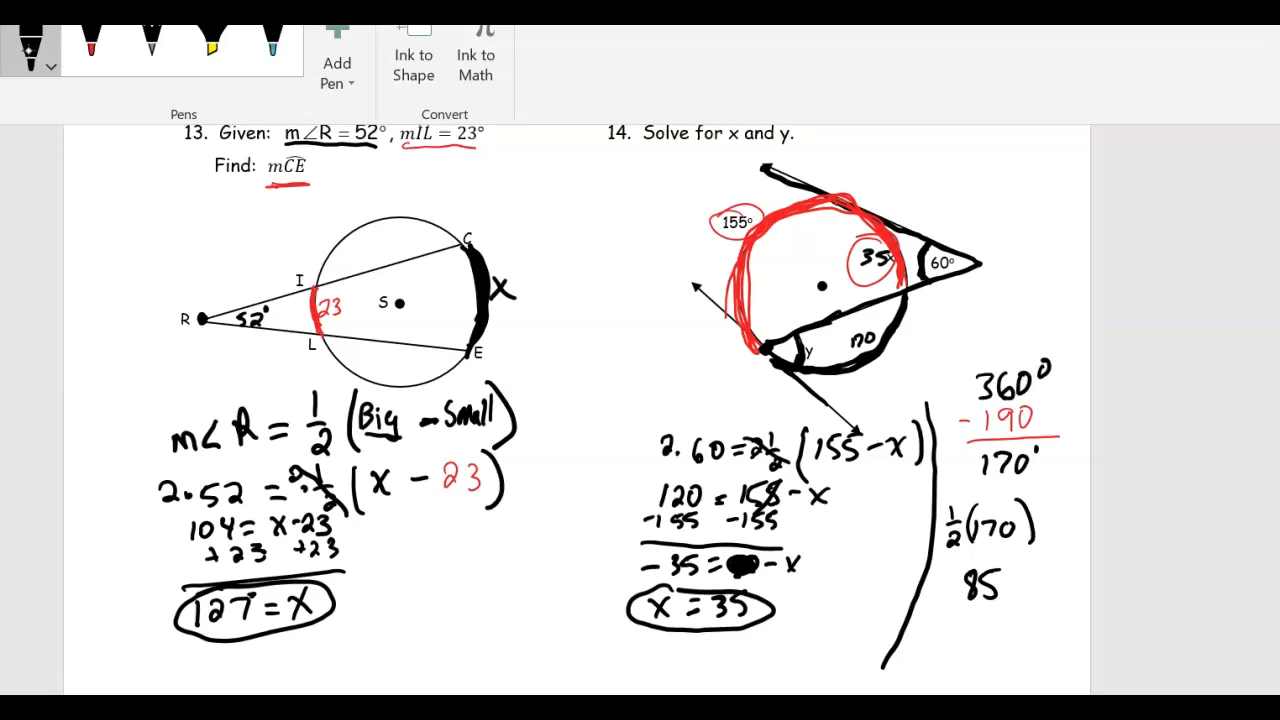 Add
Pen
Ink to
Shape
Ink to
Math
Pens
Convert
13. Given: m∠R = 52°, mIL = 23°
Find: mCE
C
I
R
52°
23
S
X
L
E
m∠R = 1/2 (Big - Small)
2·52 = 2·1/2 (x - 23)
104 = x - 23
+23 +23
127° = x
14. Solve for x and y.
155°
35
x
60°
y
170
2·60 = 2 1/2 (155 - x)
120 = 158 - x
-155 -155
-35 = - x
x = 35
360°
-190
170°
1/2 (170)
85